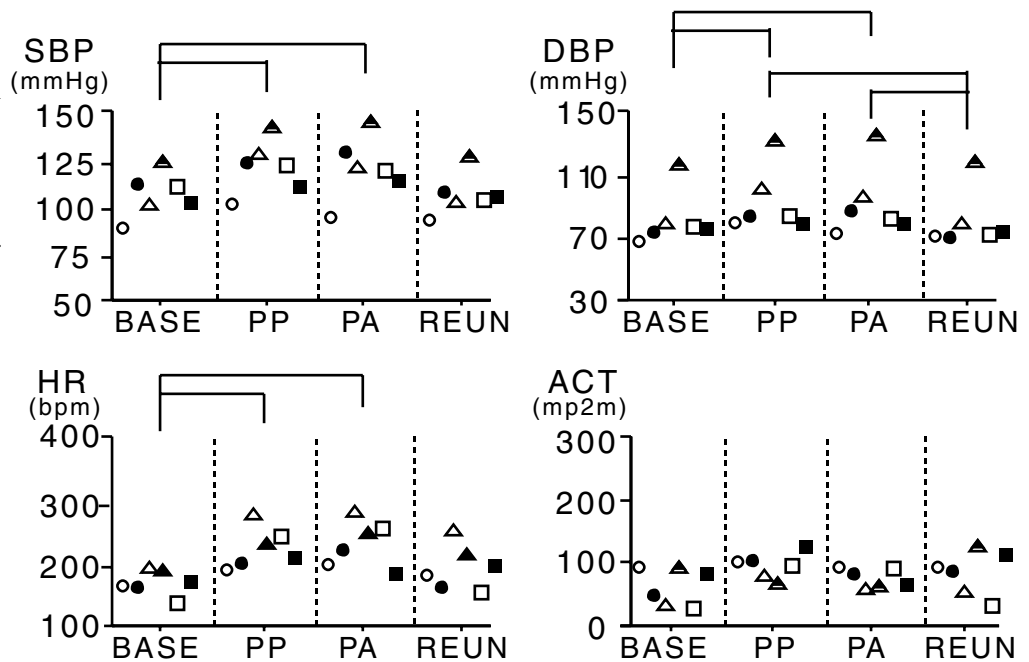 SBP
(mmHg)
150
125
100
75
50
BASE PP PA REUN
DBP
(mmHg)
150
110
70
30
BASE PP PA REUN
HR
(bpm)
400
300
200
100
BASE PP PA REUN
ACT
(mp2m)
300
200
100
0
BASE PP PA REUN